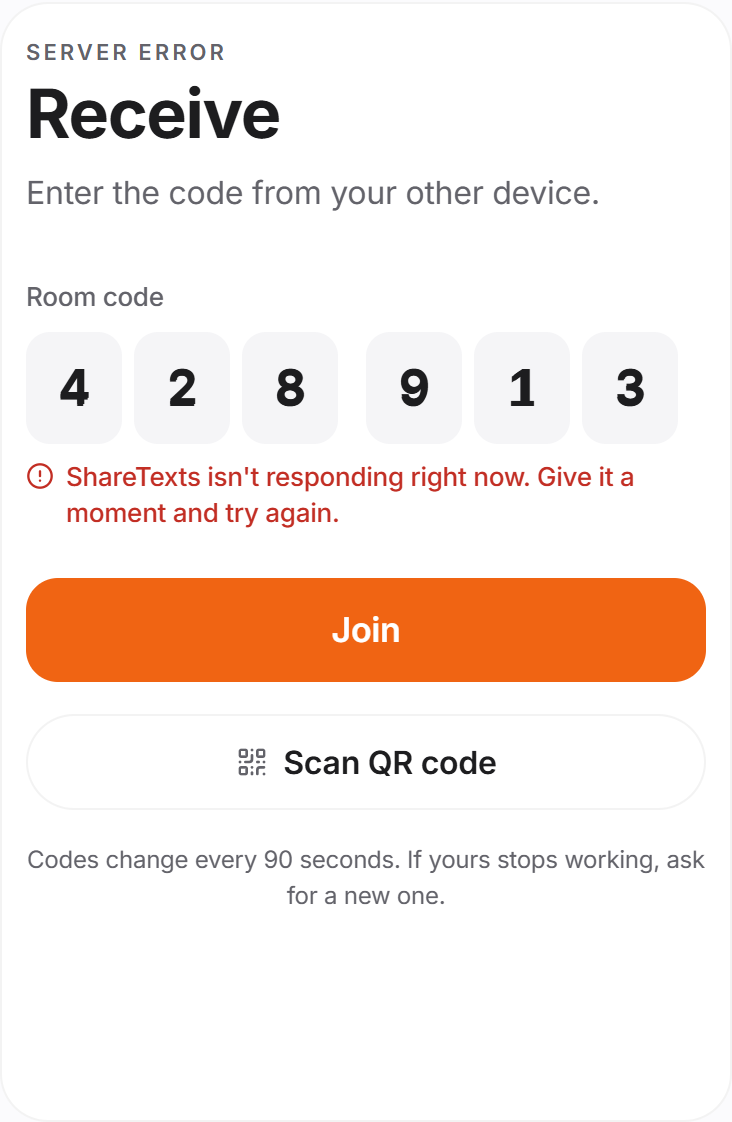 SERVER ERROR
Receive
Enter the code from your other device.
Room code
4 2 8 9 1 3
ShareTexts isn't responding right now. Give it a
moment and try again.
Join
Scan QR code
Codes change every 90 seconds. If yours stops working, ask
for a new one.